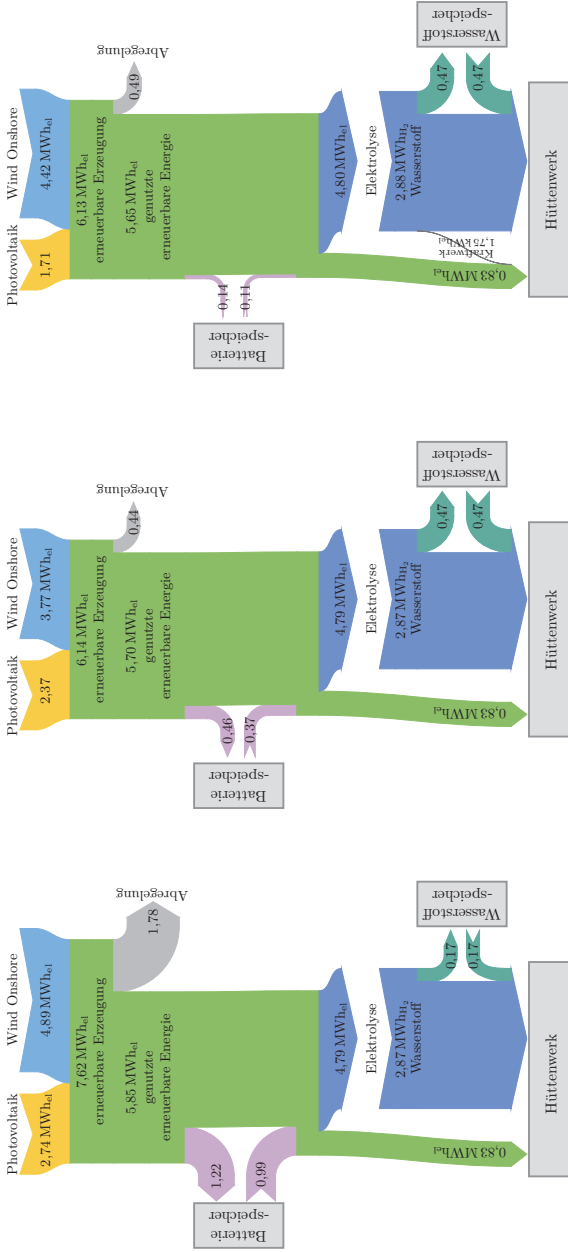 Photovoltaik
Wind Onshore
1,71
4,42 MWhel
6,13 MWhel
erneuerbare Erzeugung
Abregelung
0,49
5,65 MWhel
genutzte
erneuerbare Energie
Batterie
-speicher
0,14
0,11
4,80 MWhel
Elektrolyse
2,88 MWhH2
Wasserstoff
Wasserstoff
-speicher
0,47
0,47
Kraftwerk
1,75 kWhel
0,83 MWhel
Hüttenwerk
Photovoltaik
Wind Onshore
2,37
3,77 MWhel
6,14 MWhel
erneuerbare Erzeugung
Abregelung
0,44
5,70 MWhel
genutzte
erneuerbare Energie
Batterie
-speicher
0,46
0,37
4,79 MWhel
Elektrolyse
2,87 MWhH2
Wasserstoff
Wasserstoff
-speicher
0,47
0,47
0,83 MWhel
Hüttenwerk
Photovoltaik
Wind Onshore
2,74 MWhel
4,89 MWhel
7,62 MWhel
erneuerbare Erzeugung
Abregelung
1,78
5,85 MWhel
genutzte
erneuerbare Energie
Batterie
-speicher
1,22
0,99
4,79 MWhel
Elektrolyse
2,87 MWhH2
Wasserstoff
Wasserstoff
-speicher
0,17
0,17
0,83 MWhel
Hüttenwerk